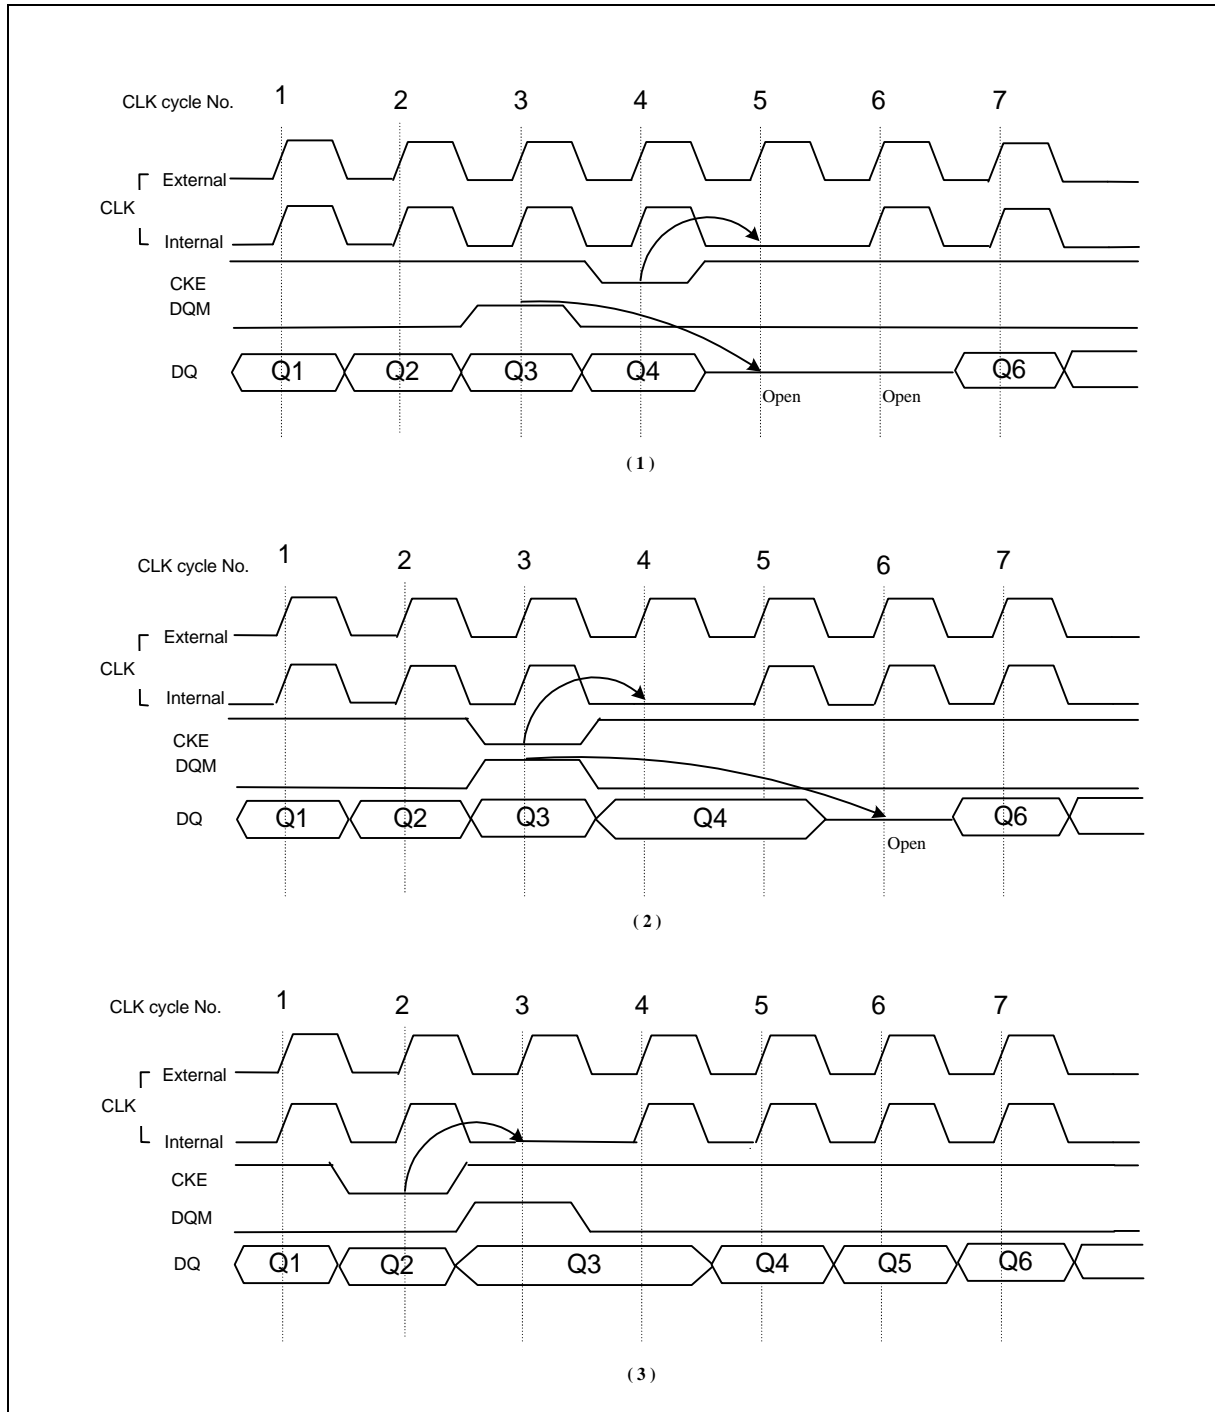 CLK cycle No. 1 2 3 4 5 6 7
External
CLK
Internal
CKE
DQM
DQ Q1 Q2 Q3 Q4 Q6
Open Open
( 1 )
CLK cycle No. 1 2 3 4 5 6 7
External
CLK
Internal
CKE
DQM
DQ Q1 Q2 Q3 Q4 Q6
Open
( 2 )
CLK cycle No. 1 2 3 4 5 6 7
External
CLK
Internal
CKE
DQM
DQ Q1 Q2 Q3 Q4 Q5 Q6
( 3 )